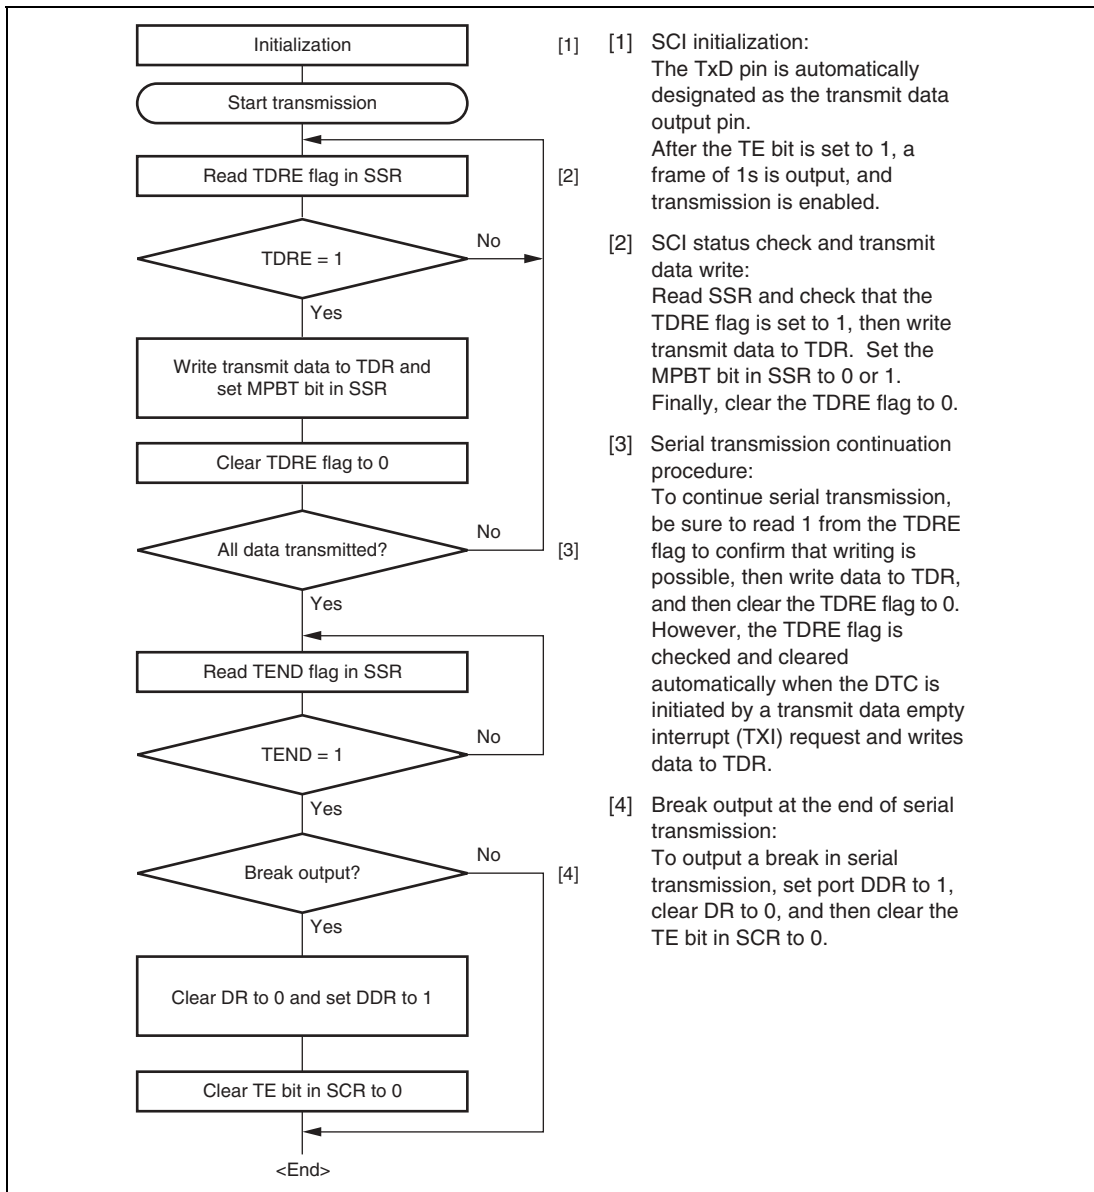 Initialization
[1]
Start transmission
Read TDRE flag in SSR
[2]
TDRE = 1
No
Yes
Write transmit data to TDR and
set MPBT bit in SSR
Clear TDRE flag to 0
All data transmitted?
No
[3]
Yes
Read TEND flag in SSR
TEND = 1
No
Yes
Break output?
No
[4]
Yes
Clear DR to 0 and set DDR to 1
Clear TE bit in SCR to 0
<End>
[1] SCI initialization:
The TxD pin is automatically
designated as the transmit data
output pin.
After the TE bit is set to 1, a
frame of 1s is output, and
transmission is enabled.
[2] SCI status check and transmit
data write:
Read SSR and check that the
TDRE flag is set to 1, then write
transmit data to TDR. Set the
MPBT bit in SSR to 0 or 1.
Finally, clear the TDRE flag to 0.
[3] Serial transmission continuation
procedure:
To continue serial transmission,
be sure to read 1 from the TDRE
flag to confirm that writing is
possible, then write data to TDR,
and then clear the TDRE flag to 0.
However, the TDRE flag is
checked and cleared
automatically when the DTC is
initiated by a transmit data empty
interrupt (TXI) request and writes
data to TDR.
[4] Break output at the end of serial
transmission:
To output a break in serial
transmission, set port DDR to 1,
clear DR to 0, and then clear the
TE bit in SCR to 0.